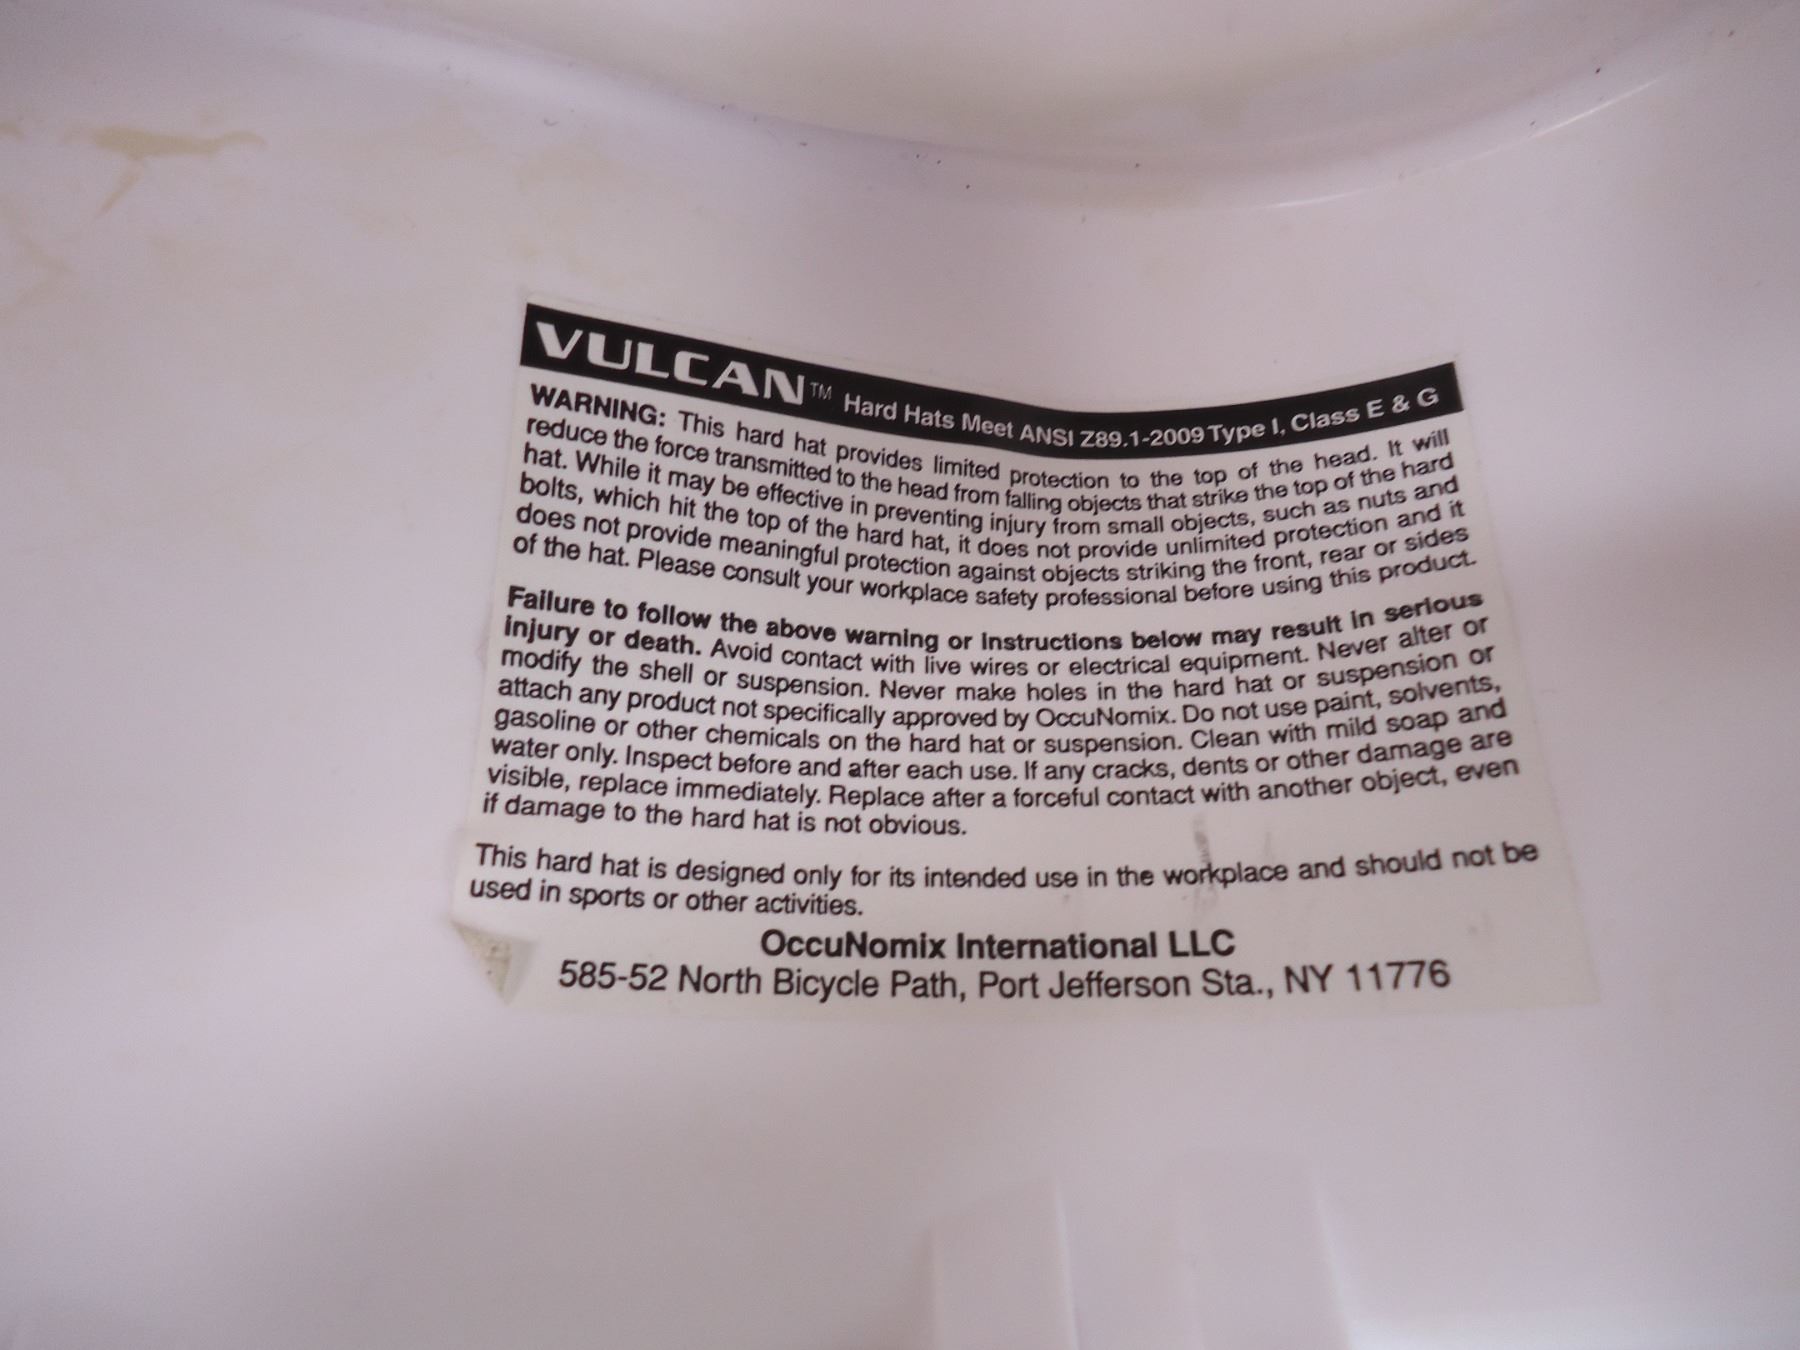 VULCAN™ Hard Hats Meet ANSI Z89.1-2009 Type I, Class E & G
WARNING: This hard hat provides limited protection to the top of the head. It will
reduce the force transmitted to the head from falling objects that strike the top of the hard
hat. While it may be effective in preventing injury from small objects, such as nuts and
bolts, which hit the top of the hard hat, it does not provide unlimited protection and it
does not provide meaningful protection against objects striking the front, rear or sides
of the hat. Please consult your workplace safety professional before using this product.
Failure to follow the above warning or instructions below may result in serious
injury or death. Avoid contact with live wires or electrical equipment. Never alter or
modify the shell or suspension. Never make holes in the hard hat or suspension or
attach any product not specifically approved by OccuNomix. Do not use paint, solvents,
gasoline or other chemicals on the hard hat or suspension. Clean with mild soap and
water only. Inspect before and after each use. If any cracks, dents or other damage are
visible, replace immediately. Replace after a forceful contact with another object, even
if damage to the hard hat is not obvious.
This hard hat is designed only for its intended use in the workplace and should not be
used in sports or other activities.
OccuNomix International LLC
585-52 North Bicycle Path, Port Jefferson Sta., NY 11776